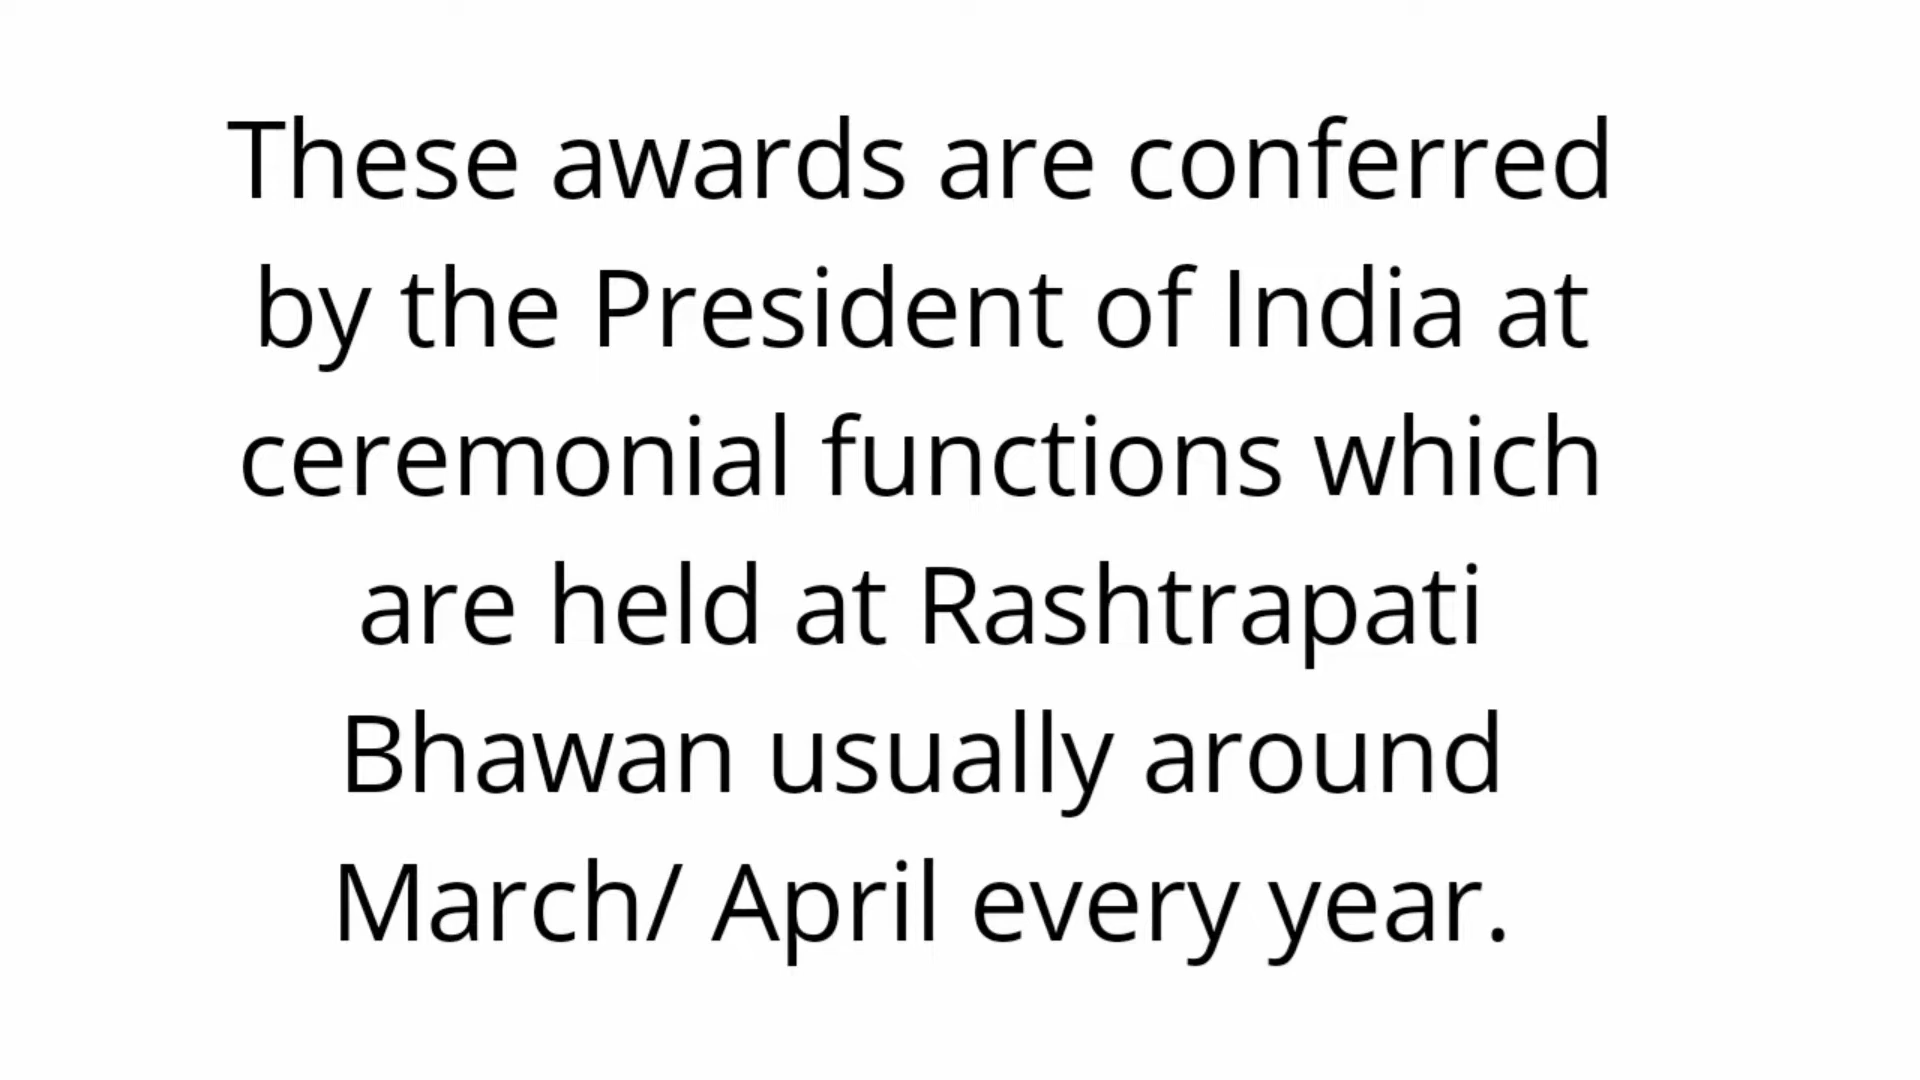 These awards are conferred
by the President of India at
ceremonial functions which
are held at Rashtrapati
Bhawan usually around
March/ April every year.